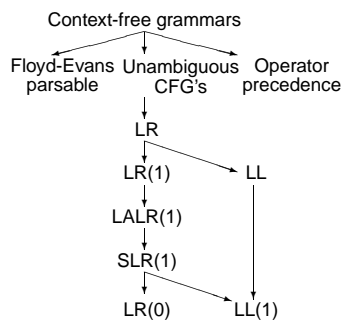 Context-free grammars
Floyd-Evans parsable
Unambiguous CFG's
Operator precedence
LR
LR(1)
LL
LALR(1)
SLR(1)
LR(0)
LL(1)